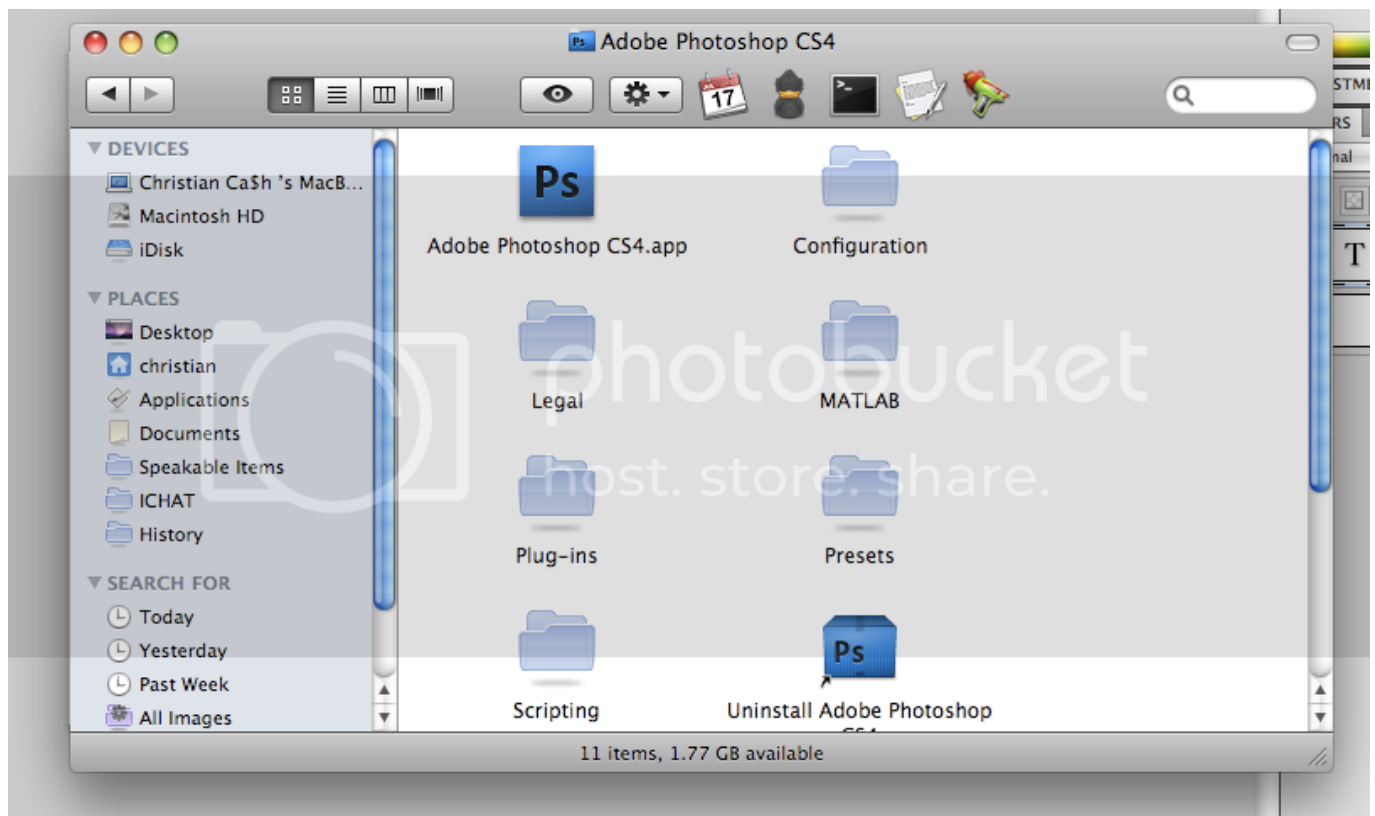 Adobe Photoshop CS4
17
DEVICES
Christian Ca$h 's MacB...
Macintosh HD
iDisk
PLACES
Desktop
christian
Applications
Documents
Speakable Items
ICHAT
History
SEARCH FOR
Today
Yesterday
Past Week
All Images
Ps
Adobe Photoshop CS4.app
Configuration
Legal
MATLAB
Plug-ins
Presets
Scripting
Ps
Uninstall Adobe Photoshop
CS4
11 items, 1.77 GB available
STME
RS
nal
T
photobucket
host. store. share.